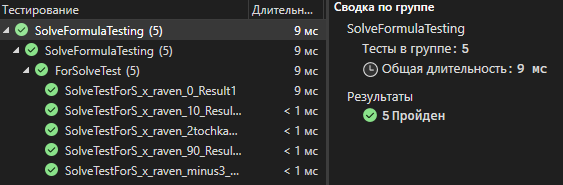 Тестирование Длительн...
SolveFormulaTesting (5) 9 мс
SolveFormulaTesting (5) 9 мс
ForSolveTest (5) 9 мс
SolveTestForS_x_raven_0_Result1 9 мс
SolveTestForS_x_raven_10_Resul... < 1 мс
SolveTestForS_x_raven_2tochka... < 1 мс
SolveTestForS_x_raven_90_Resul... < 1 мс
SolveTestForS_x_raven_minus3_... < 1 мс
Сводка по группе
SolveFormulaTesting
Тесты в группе: 5
Общая длительность: 9 мс
Результаты
5 Пройден